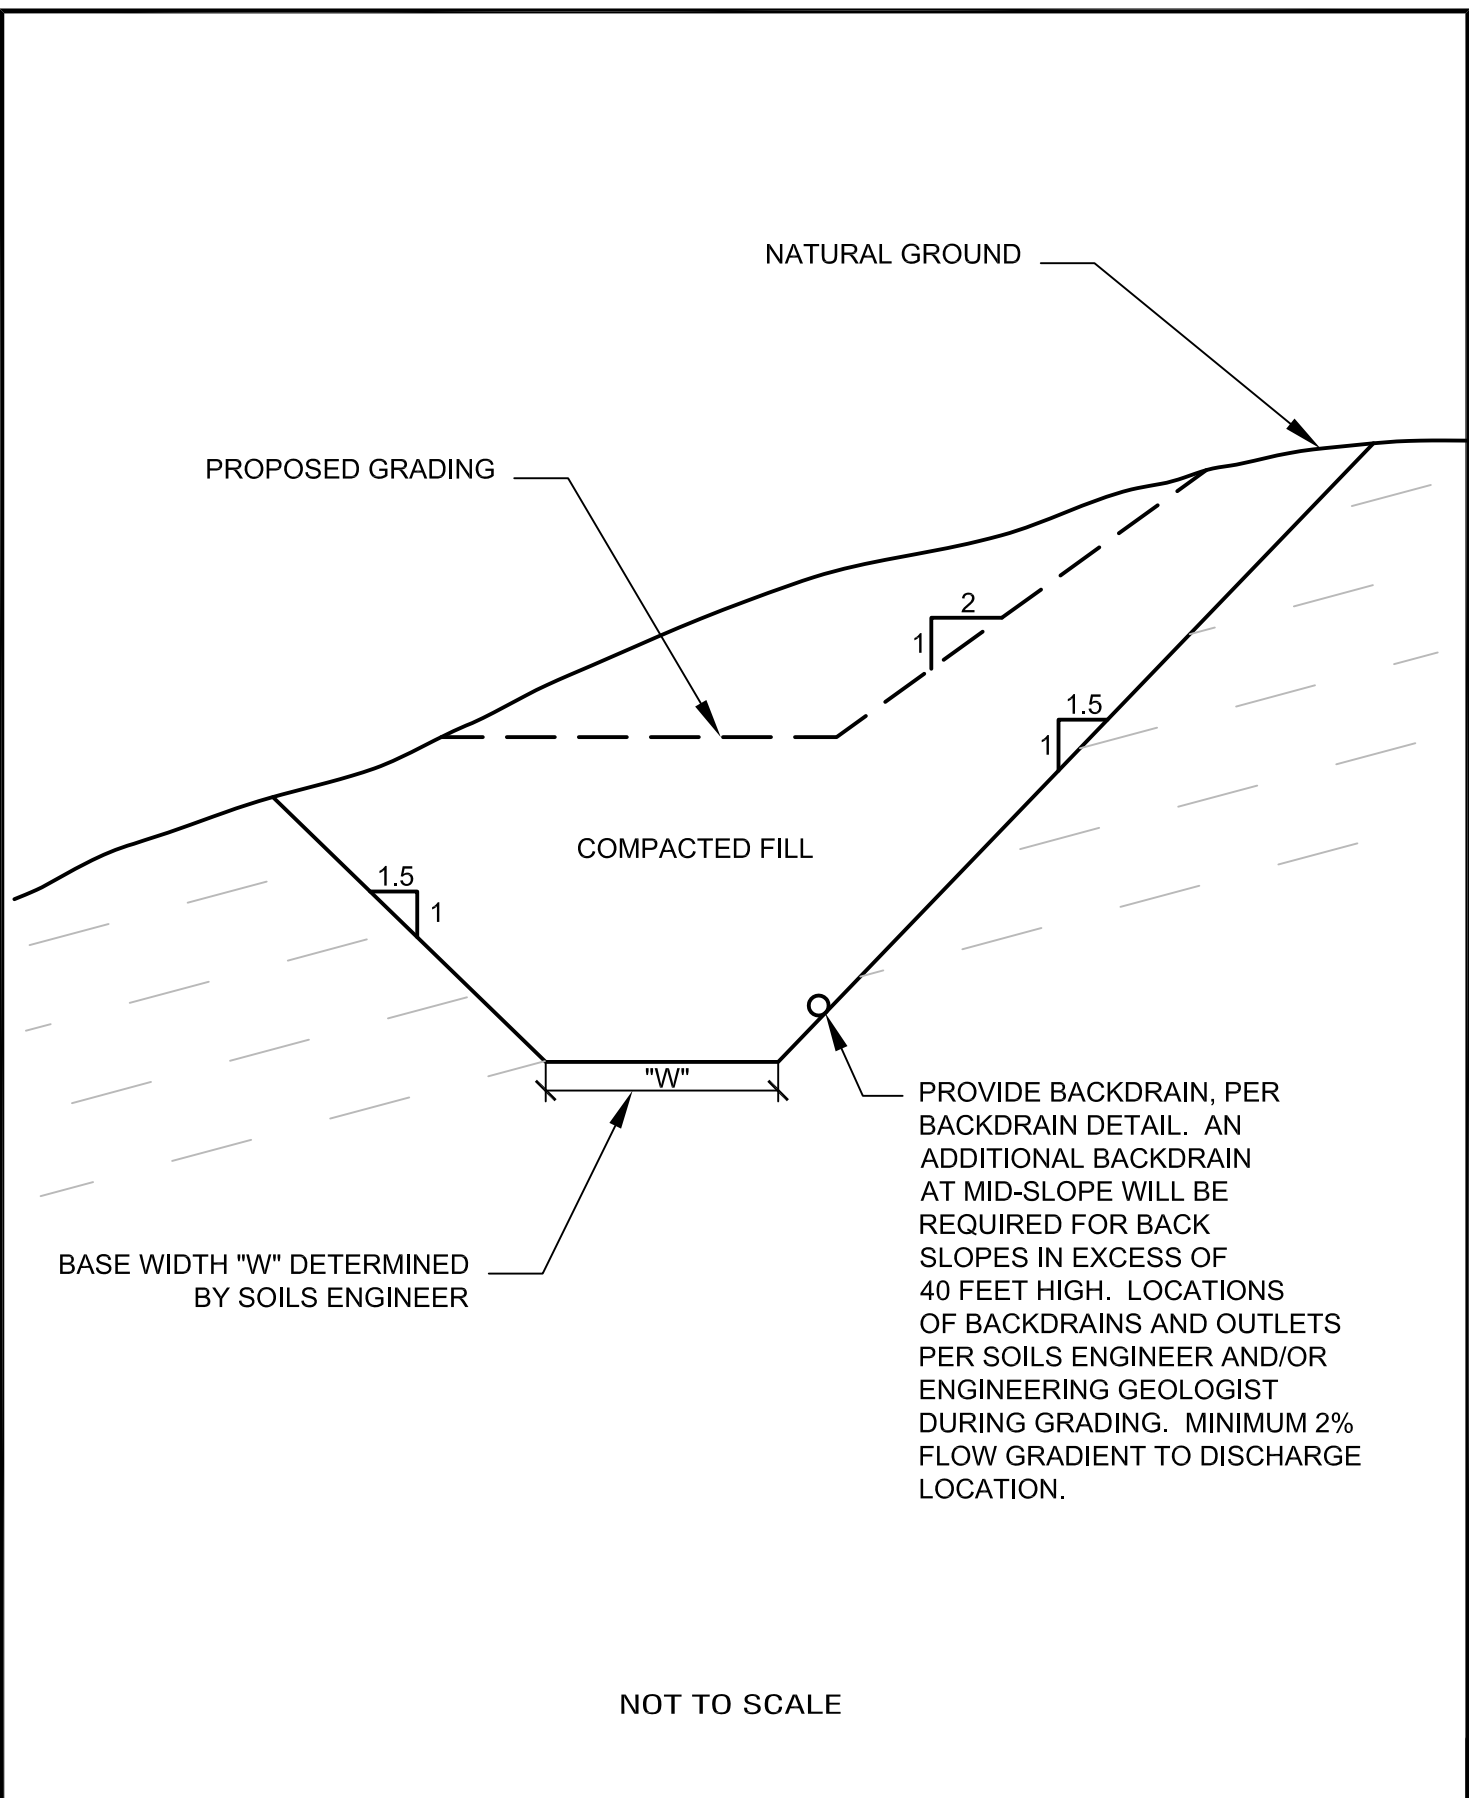 NATURAL GROUND
PROPOSED GRADING
2
1
1.5
1
COMPACTED FILL
1.5
1
"W"
PROVIDE BACKDRAIN, PER
BACKDRAIN DETAIL. AN
ADDITIONAL BACKDRAIN
AT MID-SLOPE WILL BE
REQUIRED FOR BACK
SLOPES IN EXCESS OF
40 FEET HIGH. LOCATIONS
OF BACKDRAINS AND OUTLETS
PER SOILS ENGINEER AND/OR
ENGINEERING GEOLOGIST
DURING GRADING. MINIMUM 2%
FLOW GRADIENT TO DISCHARGE
LOCATION.
BASE WIDTH "W" DETERMINED
BY SOILS ENGINEER
NOT TO SCALE